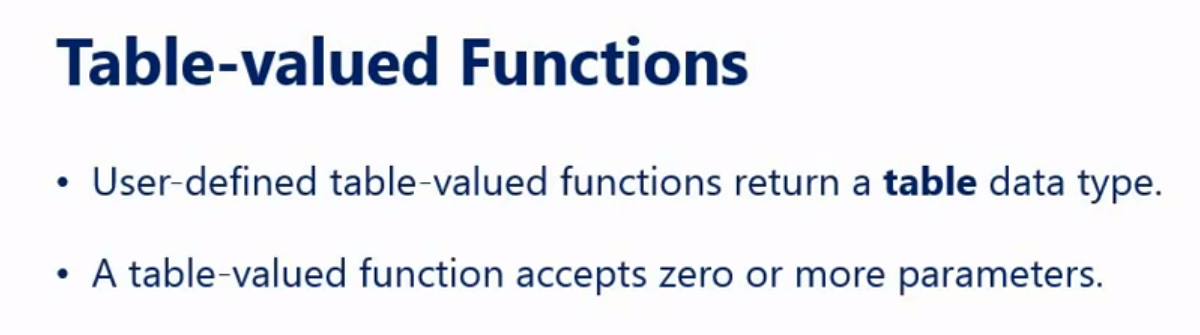 Table-valued Functions
• User-defined table-valued functions return a table data type.
• A table-valued function accepts zero or more parameters.